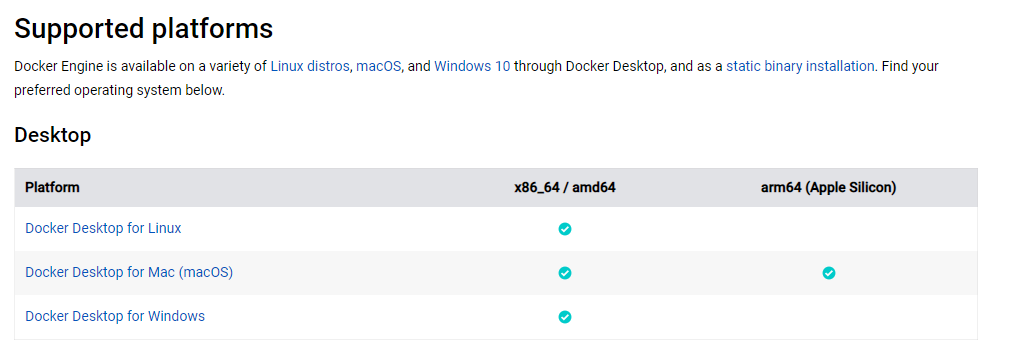 Supported platforms
Docker Engine is available on a variety of Linux distros, macOS, and Windows 10 through Docker Desktop, and as a static binary installation. Find your
preferred operating system below.
Desktop
Platform x86_64 / amd64 arm64 (Apple Silicon)
Docker Desktop for Linux
Docker Desktop for Mac (macOS)
Docker Desktop for Windows